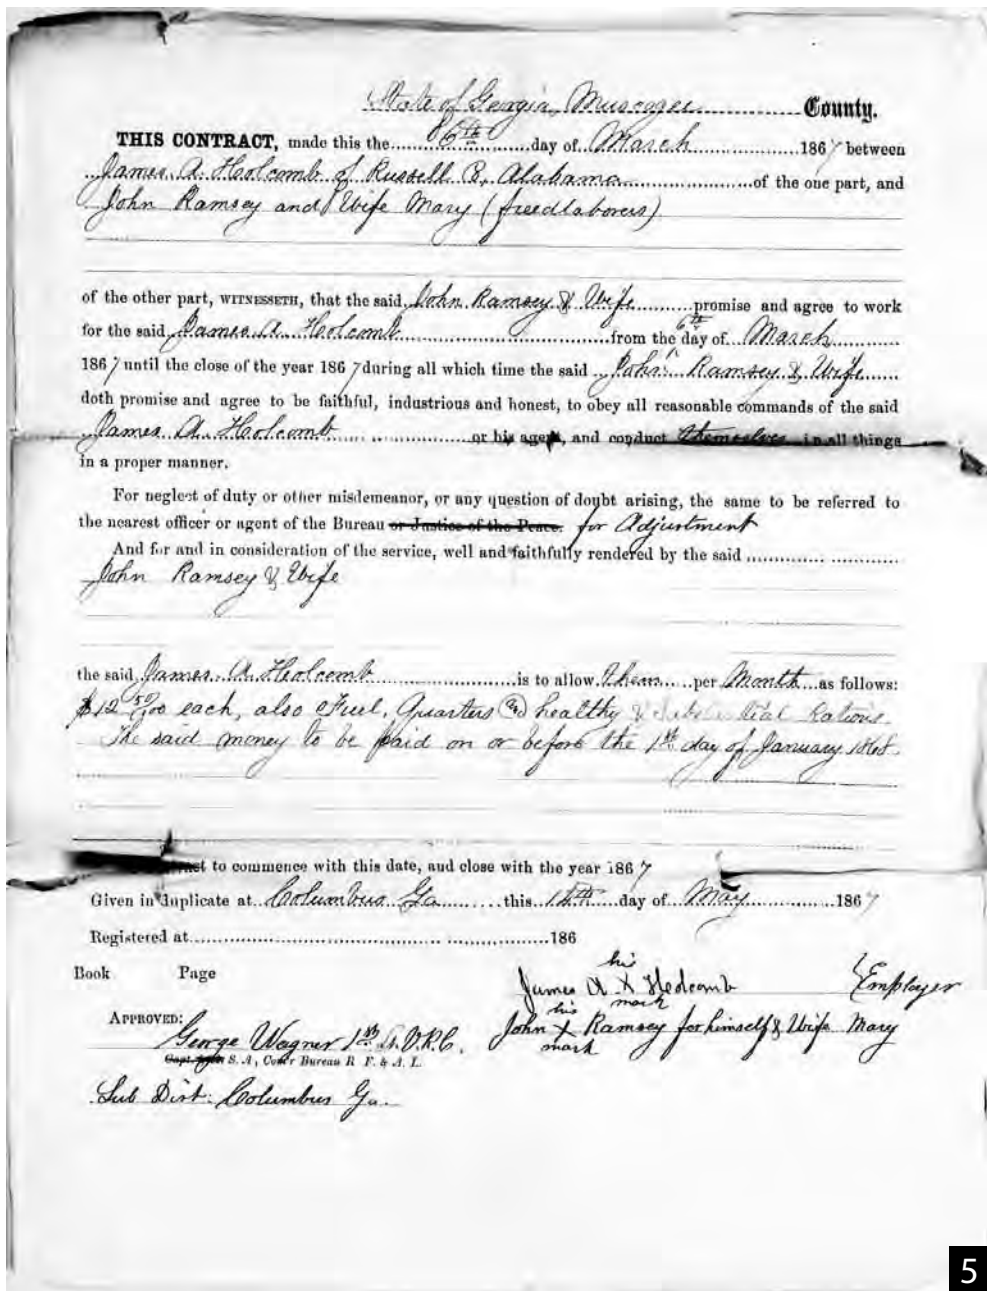 State of Georgia, Muscogee County.
THIS CONTRACT, made this the 6th day of March 1867 between
James A. Holcomb of Russell Alabama of the one part, and
John Ramsey and Wife Mary (freedlaborers)
of the other part, WITNESSETH, that the said John Ramsey & Wife promise and agree to work
for the said James A Holcomb from the 6th day of March
1867 until the close of the year 1867 during all which time the said John Ramsey & Wife
doth promise and agree to be faithful, industrious and honest, to obey all reasonable commands of the said
James A. Holcomb or his agent, and conduct themselves in all things
in a proper manner.
For neglect of duty or other misdemeanor, or any question of doubt arising, the same to be referred to
the nearest officer or agent of the Bureau or Justice of the Peace. for Adjustment
And for and in consideration of the service, well and faithfully rendered by the said
John Ramsey & Wife
the said James A Holcomb is to allow them per Month as follows:
$12 50/100 each, also Fuel, Quarters and healthy & Substantial Rations
The said money to be paid on or before the 1st day of January 1868
to commence with this date, and close with the year 1867
Given in duplicate at Columbus Ga this day of May 1867
Registered at 186
Book Page
his
James A X Holcomb Employer
mark
his
APPROVED: John X Ramsey for himself & Wife Mary
mark
George Wagner 1st Lt. V.R.C.
S. A, Com'r Bureau R F. & A. L.
Sub Dist. Columbus Ga.
5